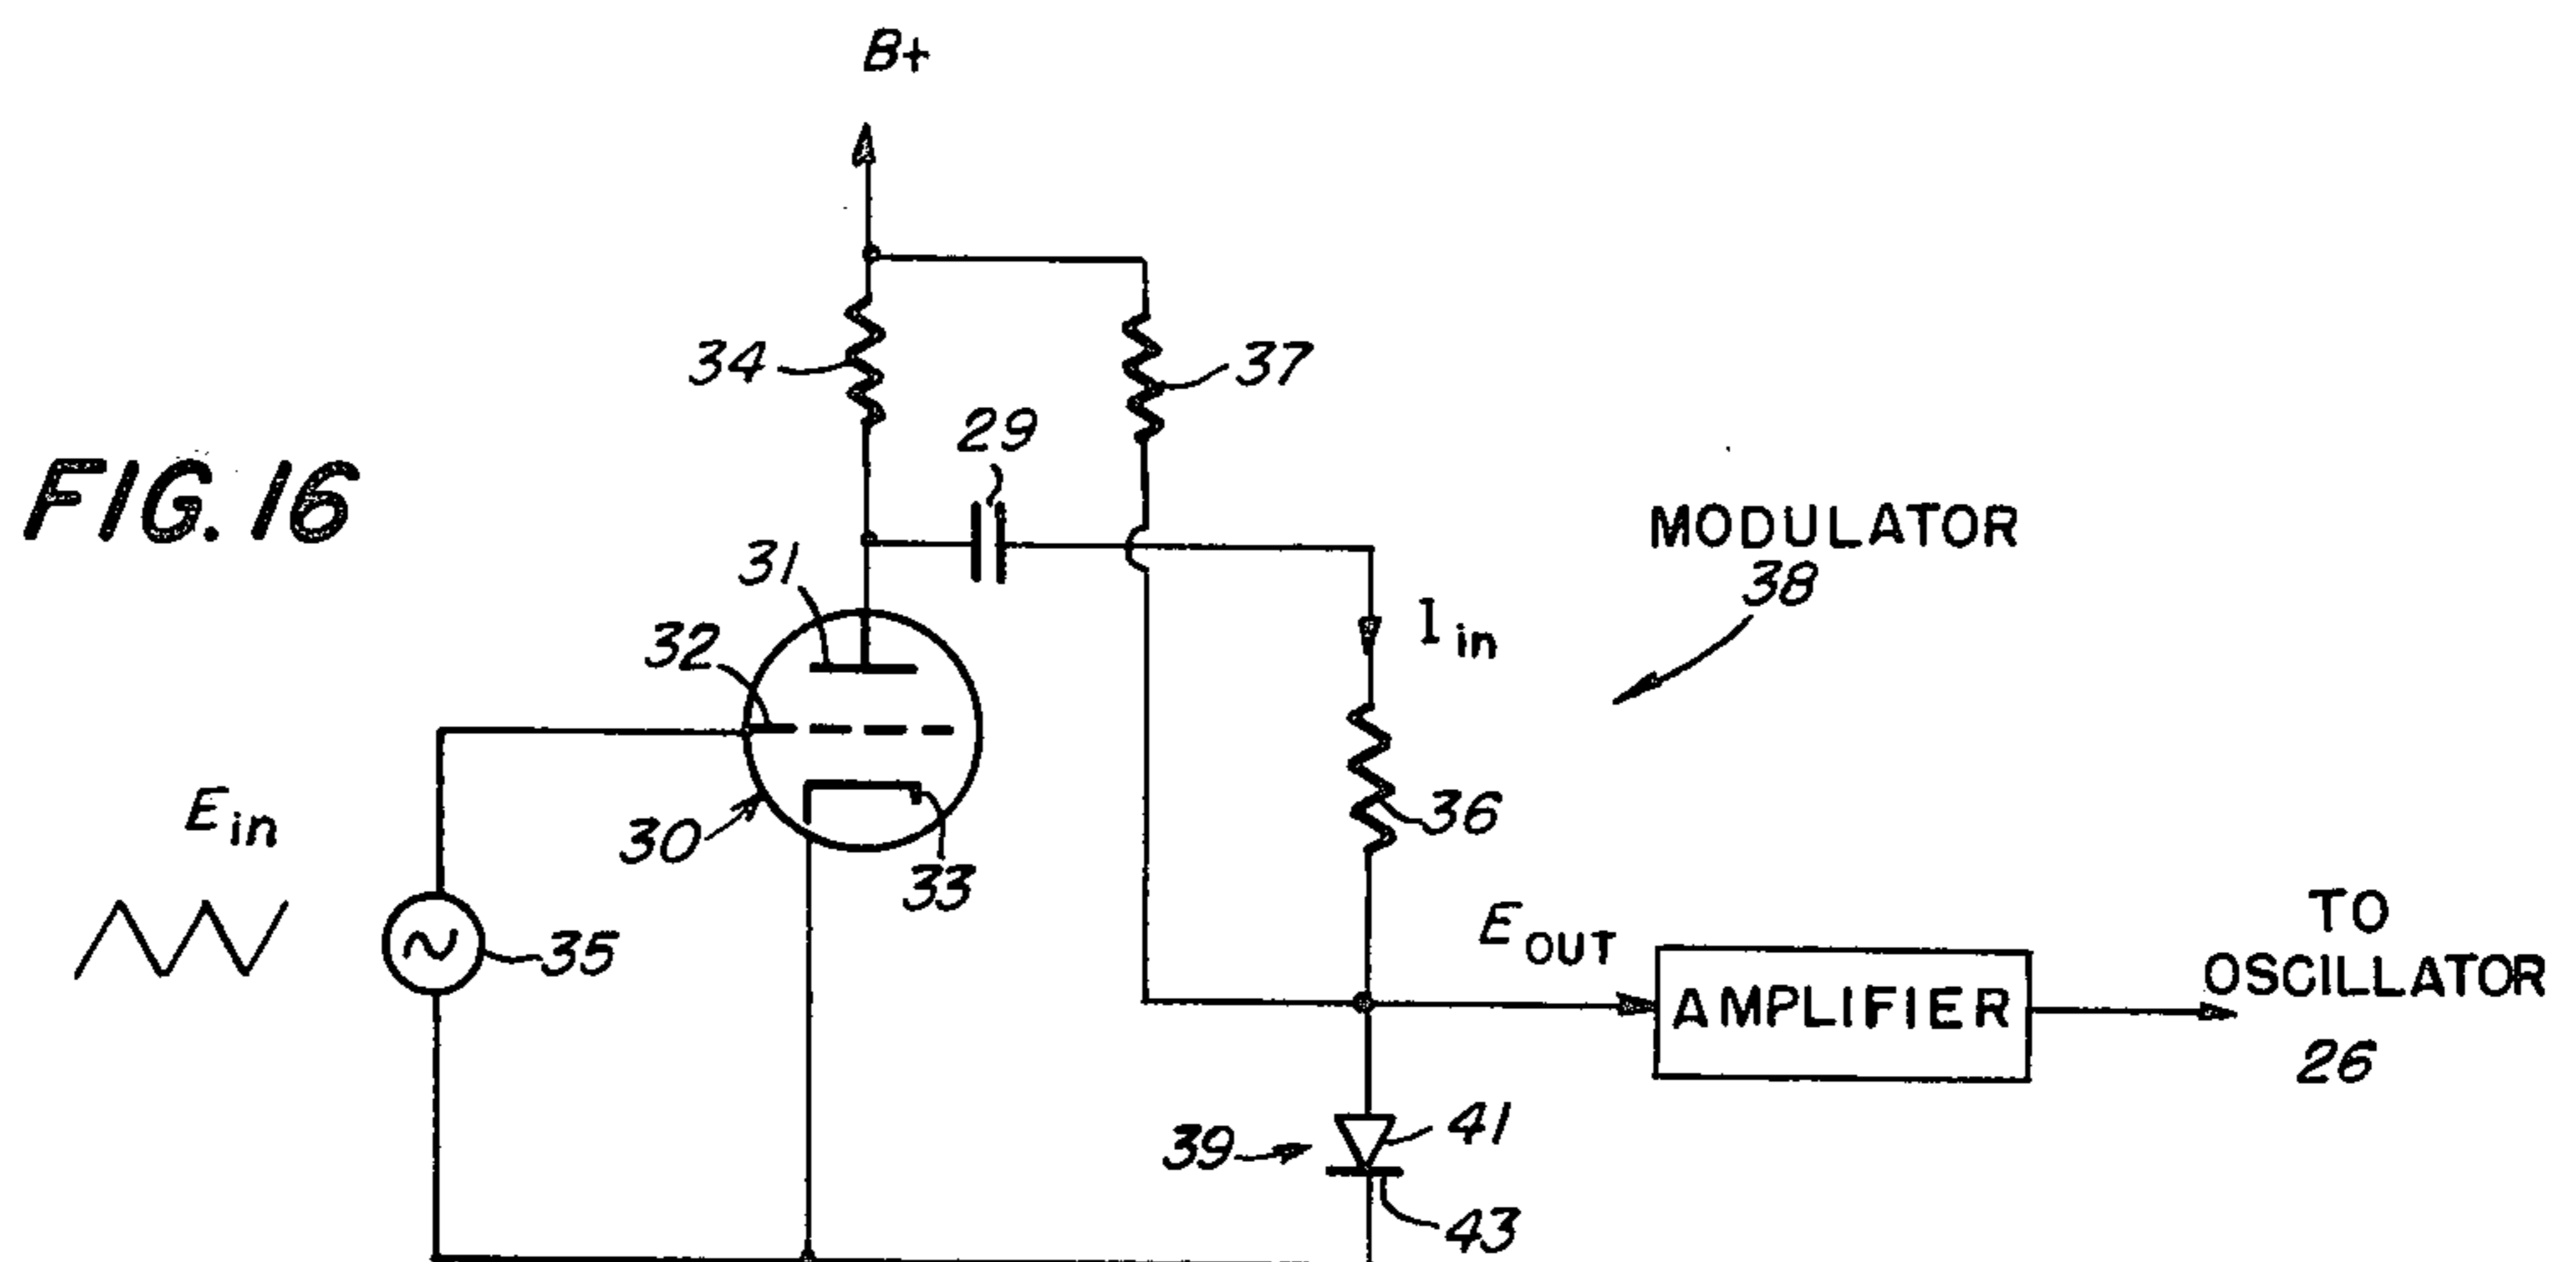 B+
34
37
29
FIG. 16
MODULATOR
38
31
I in
32
E in
30
33
36
35
E OUT
AMPLIFIER
TO
OSCILLATOR
26
39
41
43